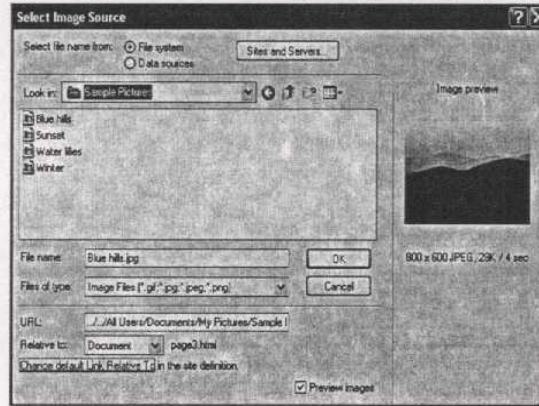 Select Image Source
Select file name from: File system
Data sources
Sites and Servers...
Look in: Sample Pictures
Image preview
Blue hills
Sunset
Water lilies
Winter
File name: Blue hills.jpg
OK
800 x 600 JPEG, 29K / 4 sec
Files of type: Image Files (*.gif;*.jpg;*.jpeg;*.png)
Cancel
URL: ../../All Users/Documents/My Pictures/Sample
Relative to: Document page3.html
Change default Link Relative To in the site definition.
Preview images